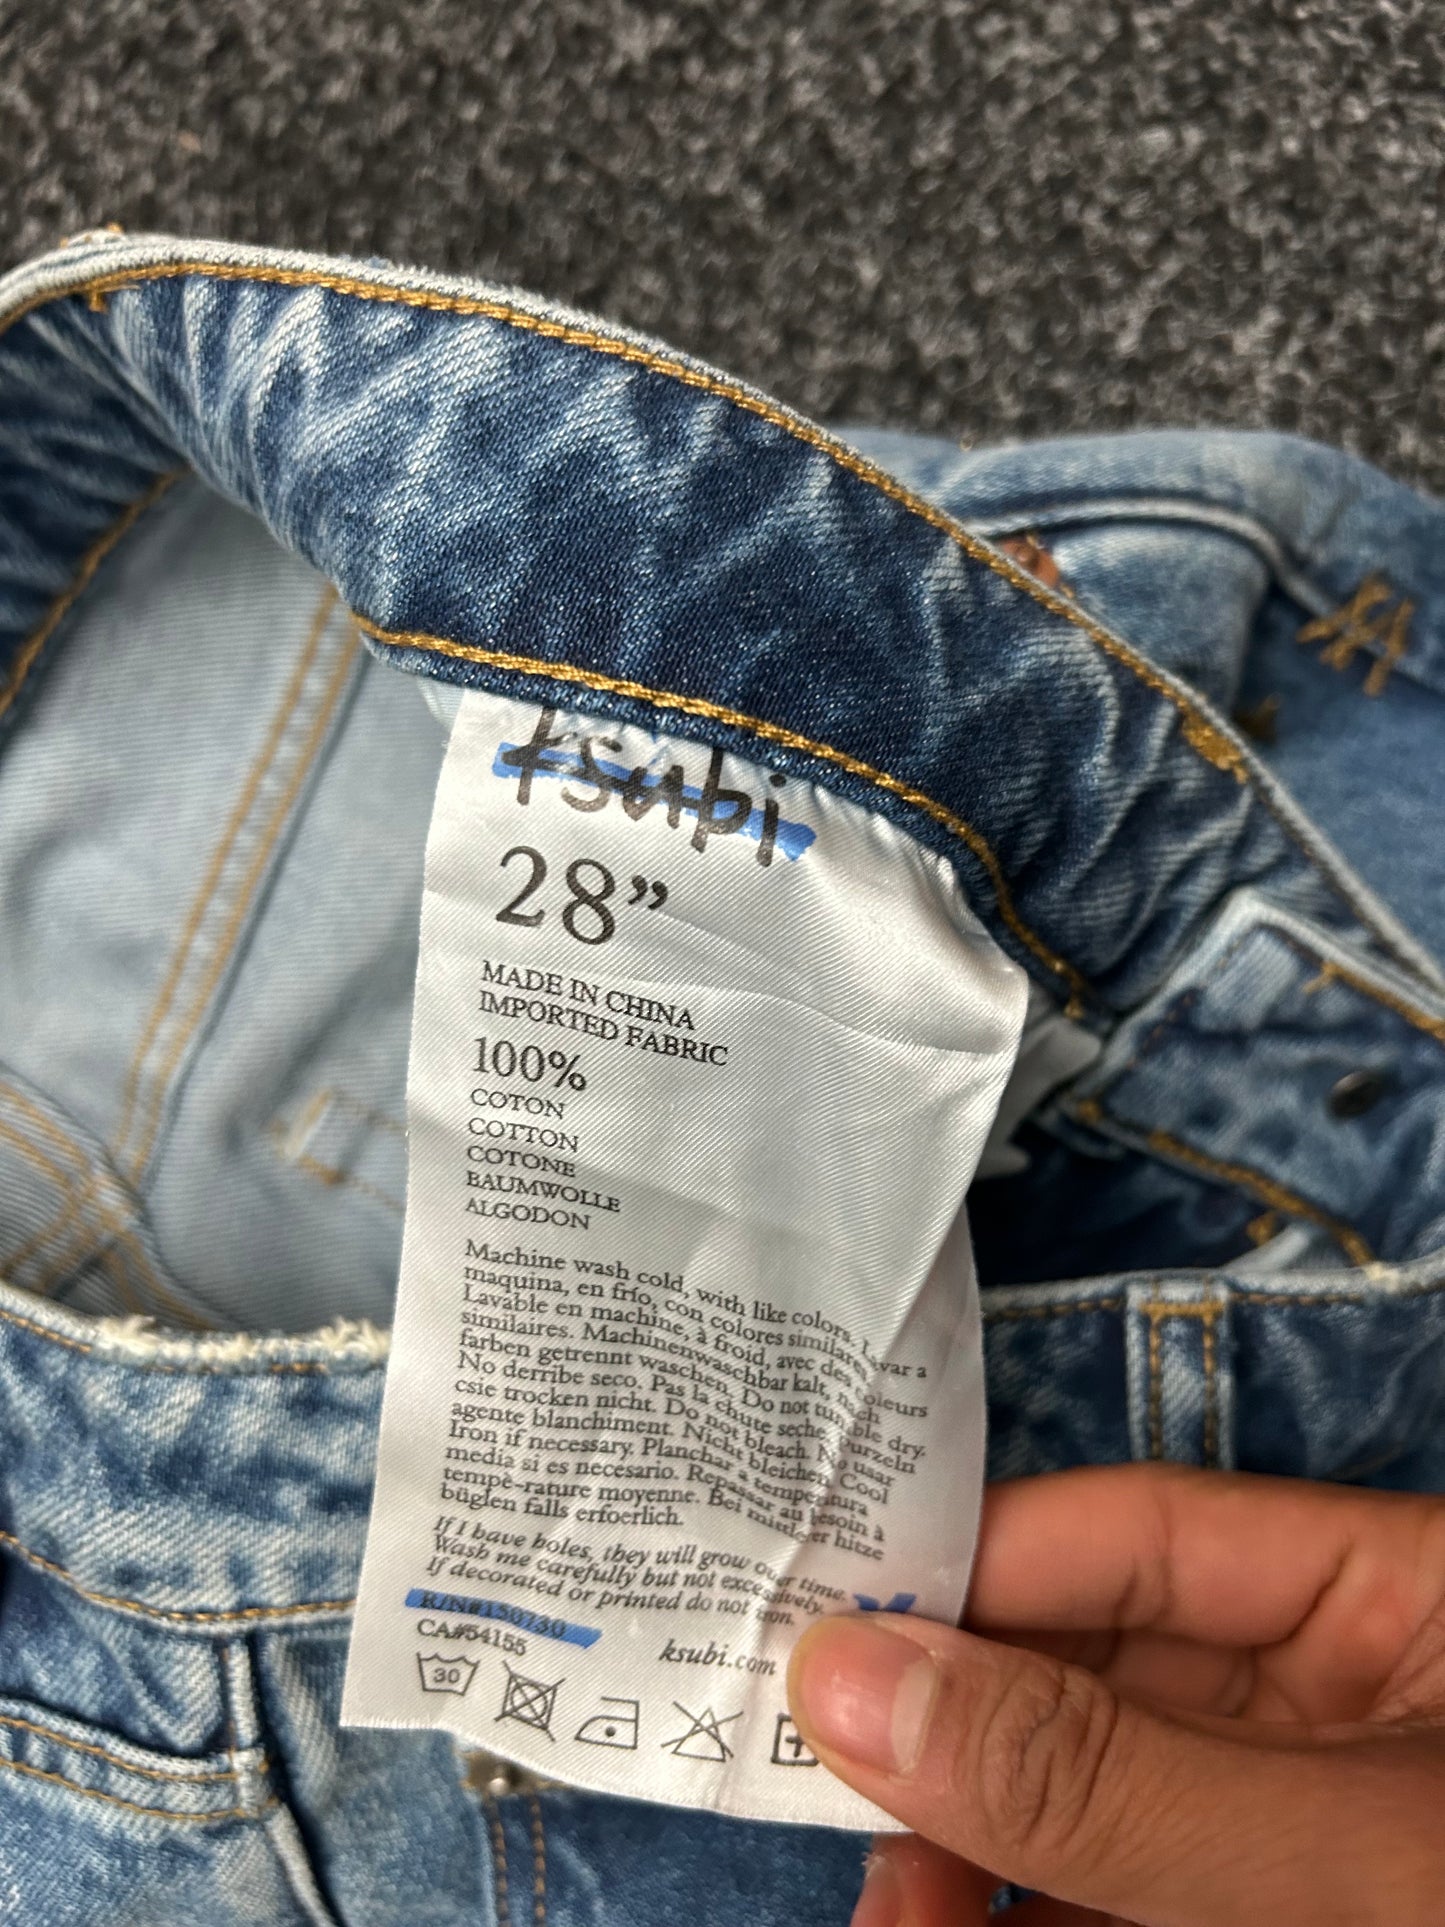 ksubi
28”
MADE IN CHINA
IMPORTED FABRIC
100%
COTON
COTTON
COTONE
BAUMWOLLE
ALGODON
Machine wash cold, with like colors. Lavar a
maquina, en frío, con colores similares.
Lavable en machine, à froid, avec des coleurs
similaires. Machinenwaschbar kalt, nach
farben getrennt waschen. Do not tumble dry.
No derribe seco. Pas la chute seche. Purzeln
csie trocken nicht. Do not bleach. No usar
agente blanchiment. Nicht bleichen. Cool
Iron if necessary. Planchar a temperatura
media si es necesario. Repassar au besoin à
tempè-rature moyenne. Bei mittlerer hitze
büglen falls erfoerlich.
If I have holes, they will grow over time.
Wash me carefully but not excessively.
If decorated or printed do not iron.
R/N#150730
CA#54155
ksubi.com
30